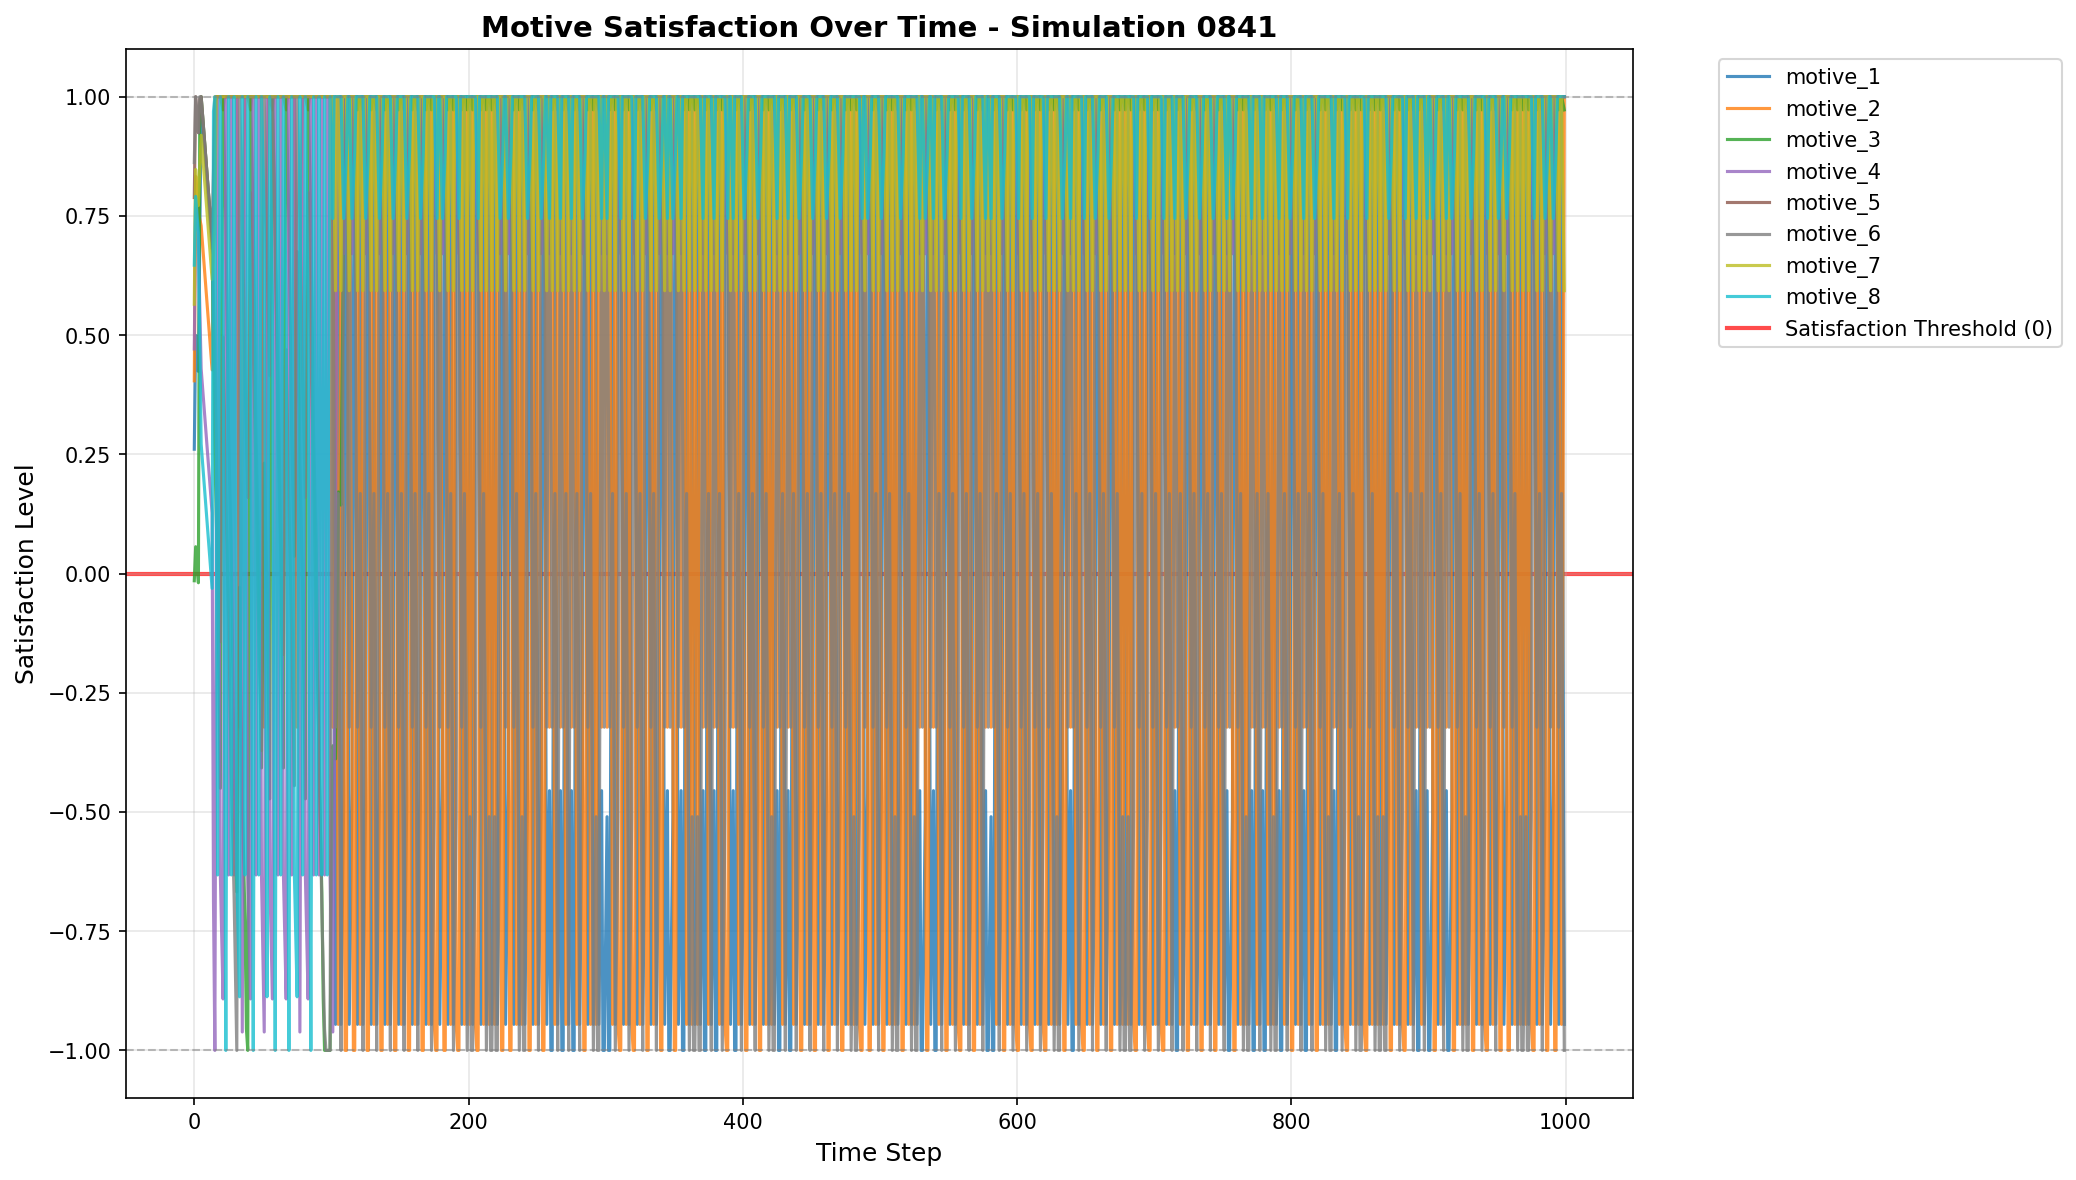 Motive Satisfaction Over Time - Simulation 0841
Satisfaction Level
1.00
0.75
0.50
0.25
0.00
−0.25
−0.50
−0.75
−1.00
0
200
400
600
800
1000
Time Step
motive_1
motive_2
motive_3
motive_4
motive_5
motive_6
motive_7
motive_8
Satisfaction Threshold (0)